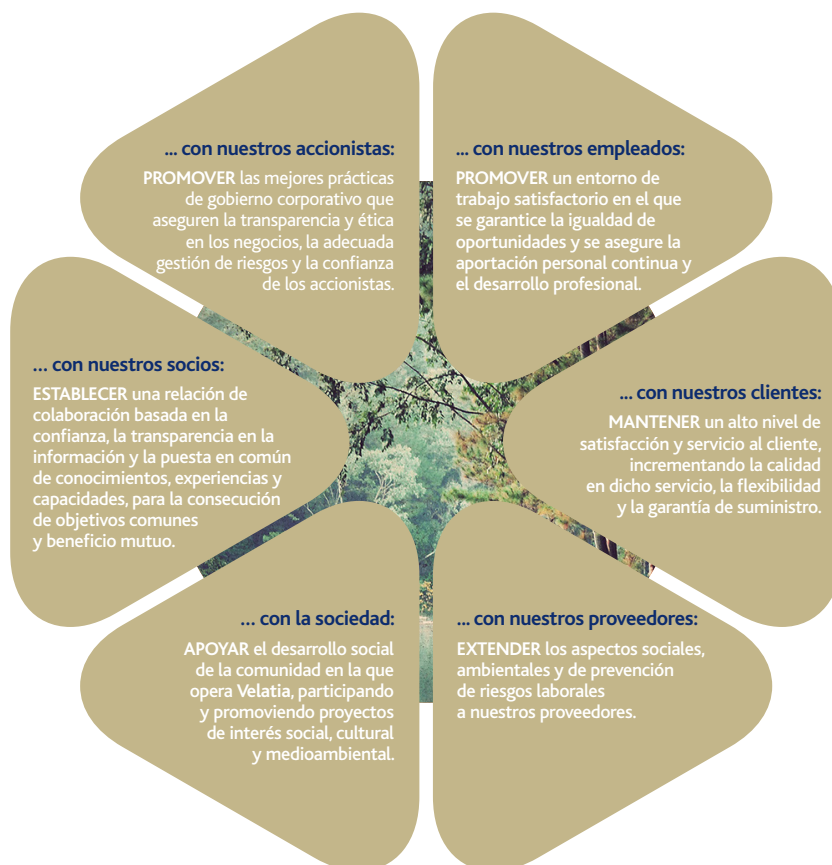 ... con nuestros accionistas:
PROMOVER las mejores prácticas
de gobierno corporativo que
aseguren la transparencia y ética
en los negocios, la adecuada
gestión de riesgos y la confianza
de los accionistas.
... con nuestros empleados:
PROMOVER un entorno de
trabajo satisfactorio en el que
se garantice la igualdad de
oportunidades y se asegure la
aportación personal continua y
el desarrollo profesional.
... con nuestros socios:
ESTABLECER una relación de
colaboración basada en la
confianza, la transparencia en la
información y la puesta en común
de conocimientos, experiencias y
capacidades, para la consecución
de objetivos comunes
y beneficio mutuo.
... con nuestros clientes:
MANTENER un alto nivel de
satisfacción y servicio al cliente,
incrementando la calidad
en dicho servicio, la flexibilidad
y la garantía de suministro.
... con la sociedad:
APOYAR el desarrollo social
de la comunidad en la que
opera Velatia, participando
y promoviendo proyectos
de interés social, cultural
y medioambiental.
... con nuestros proveedores:
EXTENDER los aspectos sociales,
ambientales y de prevención
de riesgos laborales
a nuestros proveedores.